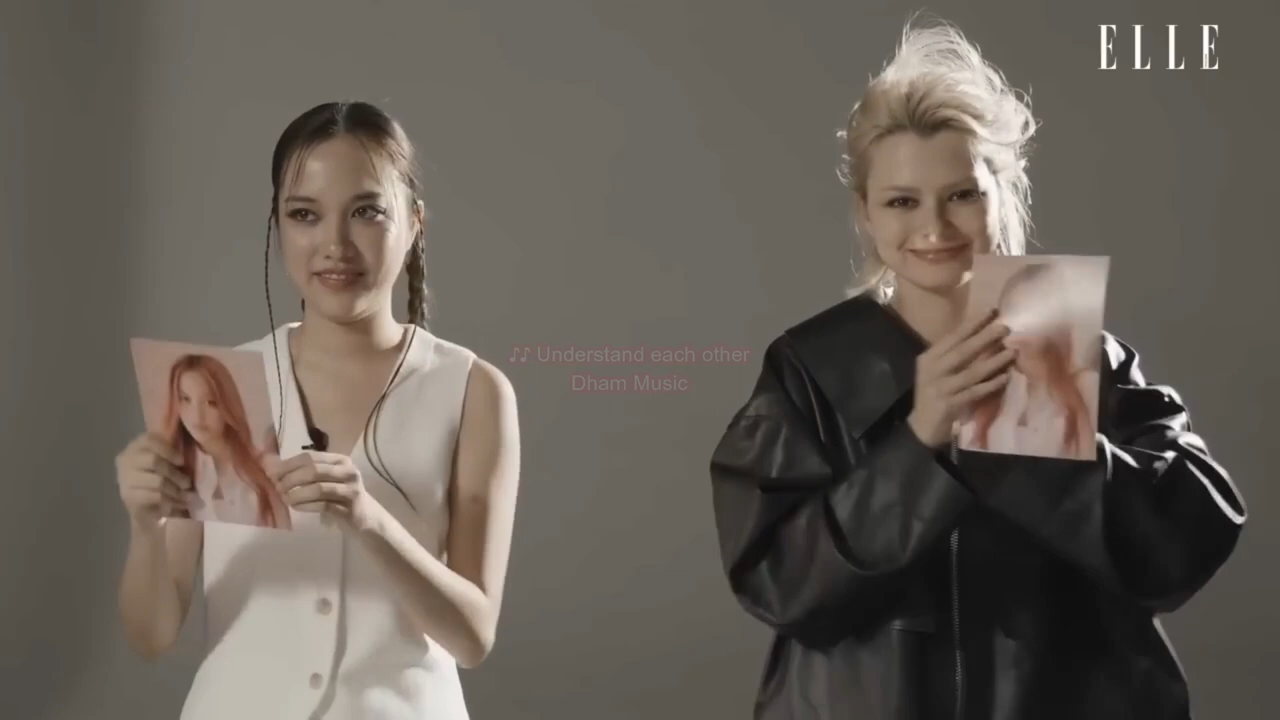 ELLE
♫ Understand each other
Dham Music